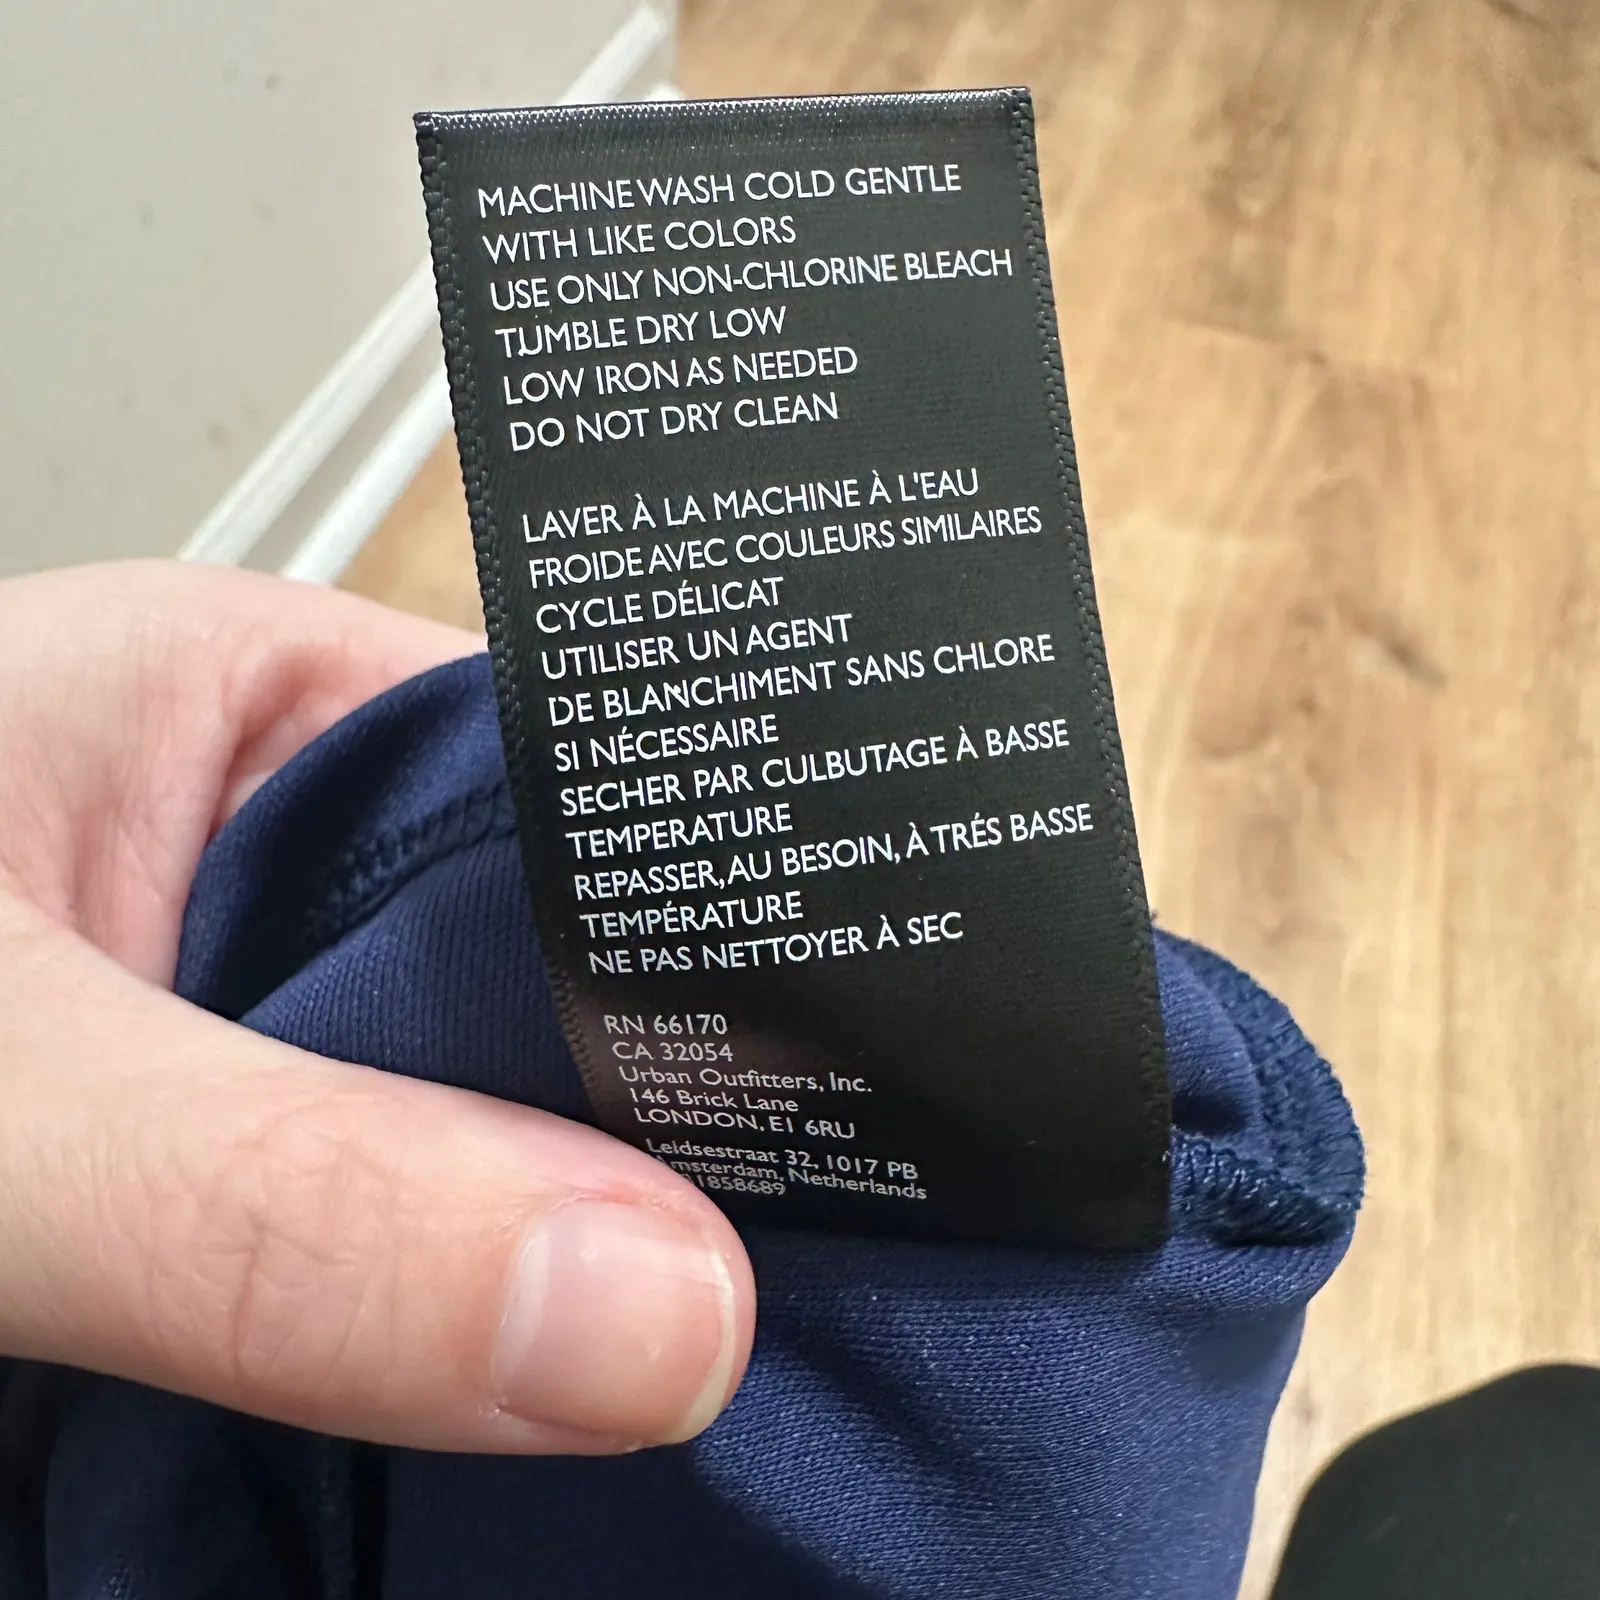 MACHINE WASH COLD GENTLE
WITH LIKE COLORS
USE ONLY NON-CHLORINE BLEACH
TUMBLE DRY LOW
LOW IRON AS NEEDED
DO NOT DRY CLEAN
LAVER À LA MACHINE À L'EAU
FROIDE AVEC COULEURS SIMILAIRES
CYCLE DÉLICAT
UTILISER UN AGENT
DE BLANCHIMENT SANS CHLORE
SI NÉCESSAIRE
SECHER PAR CULBUTAGE À BASSE
TEMPERATURE
REPASSER, AU BESOIN, À TRÉS BASSE
TEMPÉRATURE
NE PAS NETTOYER À SEC
RN 66170
CA 32054
Urban Outfitters, Inc.
146 Brick Lane
LONDON, E1 6RU
Leidsestraat 32, 1017 PB
Amsterdam, Netherlands